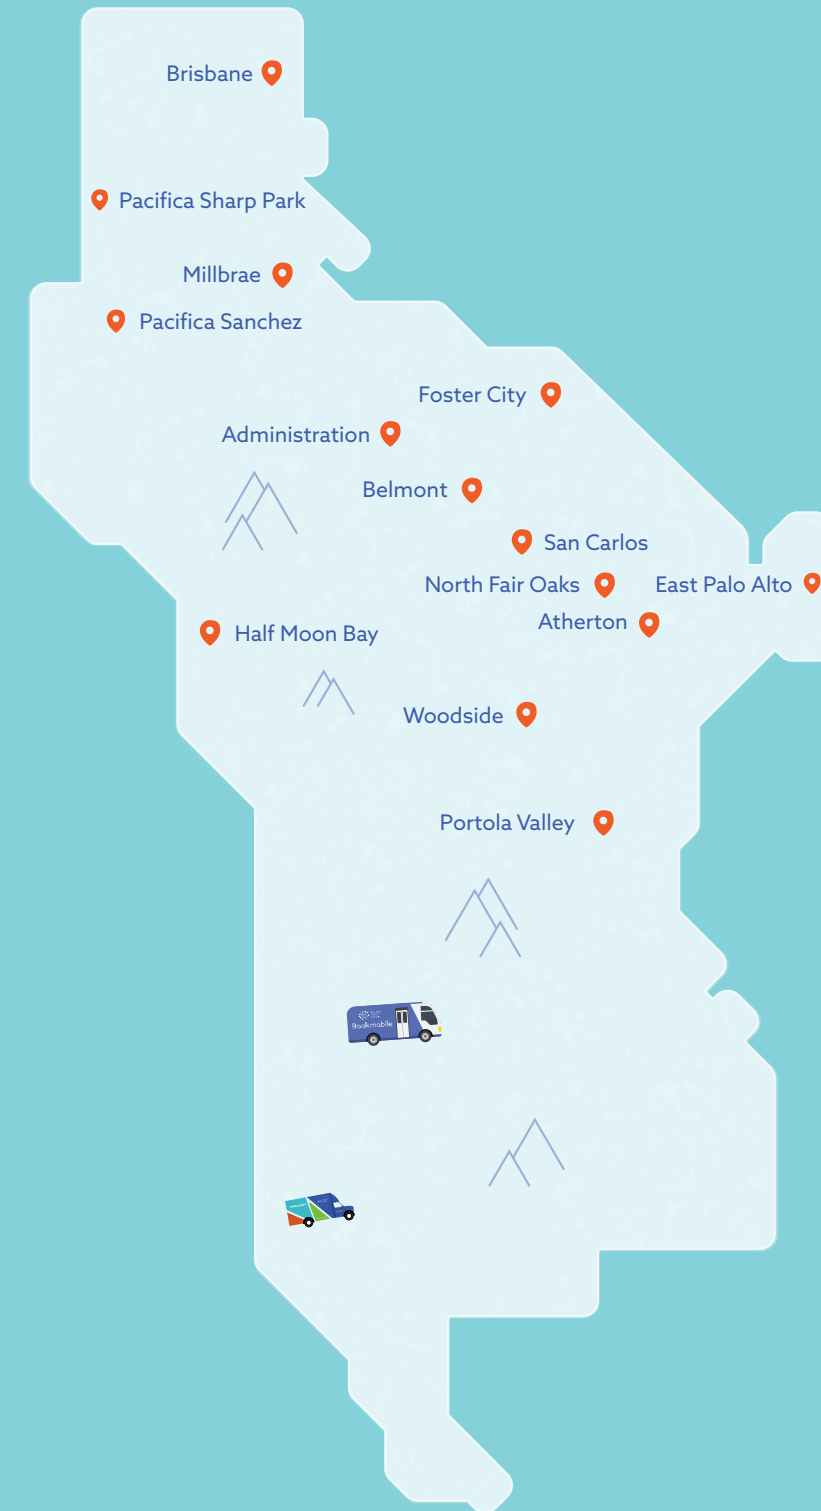 Brisbane
Pacifica Sharp Park
Millbrae
Pacifica Sanchez
Foster City
Administration
Belmont
San Carlos
North Fair Oaks
East Palo Alto
Atherton
Half Moon Bay
Woodside
Portola Valley
Bookmobile